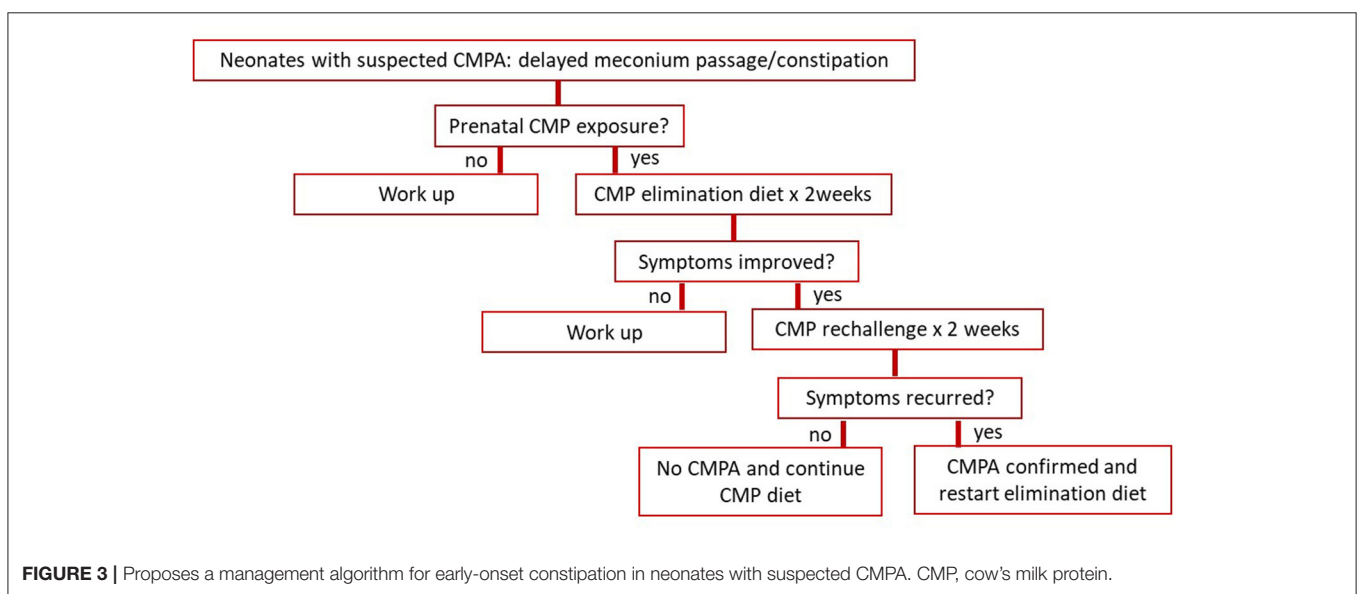 Neonates with suspected CMPA: delayed meconium passage/constipation
Prenatal CMP exposure?
no
yes
Work up
CMP elimination diet x 2weeks
Symptoms improved?
no
yes
Work up
CMP rechallenge x 2 weeks
Symptoms recurred?
no
yes
No CMPA and continue
CMP diet
CMPA confirmed and
restart elimination diet
FIGURE 3 | Proposes a management algorithm for early-onset constipation in neonates with suspected CMPA. CMP, cow's milk protein.